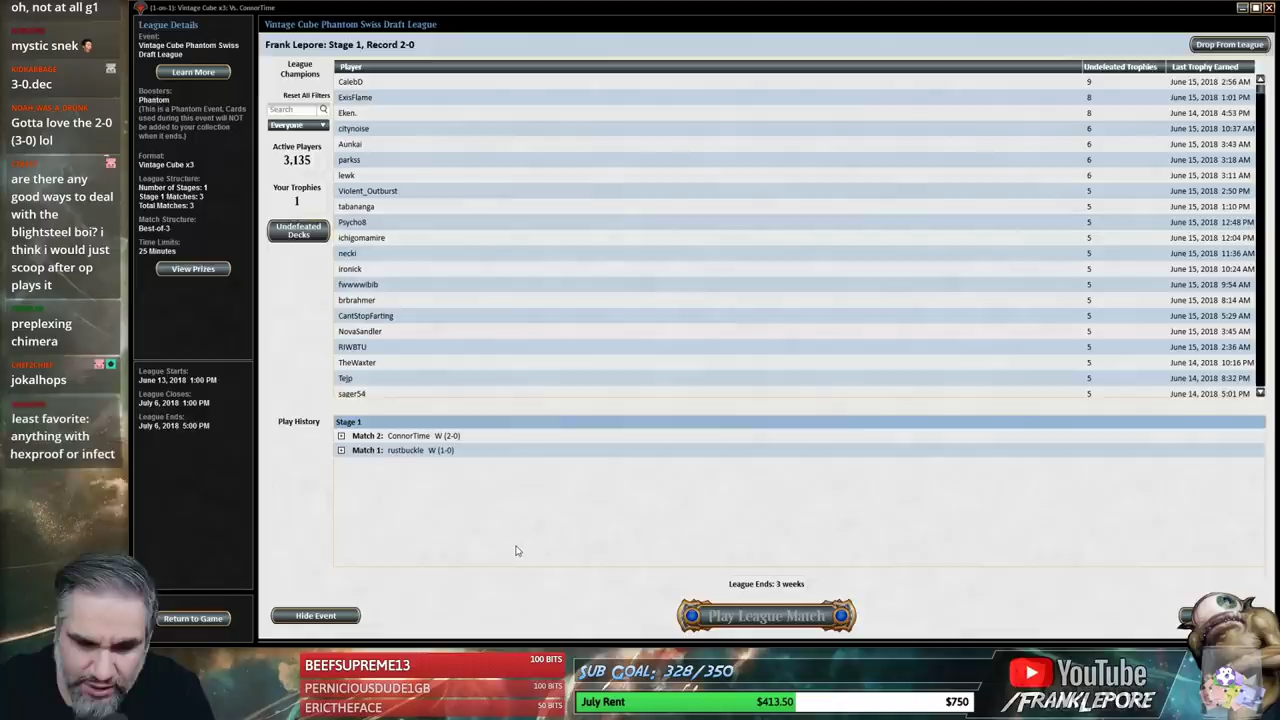 oh, not at all g1
mystic snek
KIDKABBAGE
3-0.dec
NOAH WAS A DRUNK
Gotta love the 2-0
(3-0) lol
are there any
good ways to deal
with the
blightsteel boi? i
think i would just
scoop after op
plays it
preplexing
chimera
CHEF2CHIEF
jokalhops
least favorite:
anything with
hexproof or infect
(1-on-1): Vintage Cube x3: Vs. ConnorTime
League Details
Event:
Vintage Cube Phantom Swiss
Draft League
Learn More
Boosters:
Phantom
(This is a Phantom Event. Cards
used during this event will NOT
be added to your collection
when it ends.)
Format:
Vintage Cube x3
League Structure:
Number of Stages: 1
Stage 1 Matches: 3
Total Matches: 3
Match Structure:
Best-of-3
Time Limits:
25 Minutes
View Prizes
League Starts:
June 13, 2018 1:00 PM
League Closes:
July 6, 2018 1:00 PM
League Ends:
July 6, 2018 5:00 PM
Return to Game
Vintage Cube Phantom Swiss Draft League
Frank Lepore: Stage 1, Record 2-0
Drop From League
League
Champions
Reset All Filters
Search
Everyone
Active Players
3,135
Your Trophies
1
Undefeated
Decks
Player Undefeated Trophies Last Trophy Earned
CalebD 9 June 15, 2018 2:56 AM
ExisFlame 8 June 15, 2018 1:01 PM
Eken. 8 June 14, 2018 4:53 PM
citynoise 6 June 15, 2018 10:37 AM
Aunkai 6 June 15, 2018 3:43 AM
parkss 6 June 15, 2018 3:18 AM
lewk 6 June 15, 2018 3:11 AM
Violent_Outburst 5 June 15, 2018 2:50 PM
tabananga 5 June 15, 2018 1:10 PM
Psycho8 5 June 15, 2018 12:48 PM
ichigomamire 5 June 15, 2018 12:04 PM
necki 5 June 15, 2018 11:36 AM
ironick 5 June 15, 2018 10:24 AM
fwwwwibib 5 June 15, 2018 9:54 AM
brbrahmer 5 June 15, 2018 8:14 AM
CantStopFarting 5 June 15, 2018 5:29 AM
NovaSandler 5 June 15, 2018 3:45 AM
RIWBTU 5 June 15, 2018 2:36 AM
TheWaxter 5 June 14, 2018 10:16 PM
Tejp 5 June 14, 2018 8:32 PM
sager54 5 June 14, 2018 5:01 PM
Play History
Stage 1
Match 2: ConnorTime W (2-0)
Match 1: rustbuckle W (1-0)
League Ends: 3 weeks
Hide Event
Play League Match
BEEFSUPREME13 100 BITS
PERNICIOUSDUDE1GB 100 BITS
ERICTHEFACE 50 BITS
SUB GOAL: 328/350
July Rent $413.50 $750
YouTube
/FRANKLEPORE